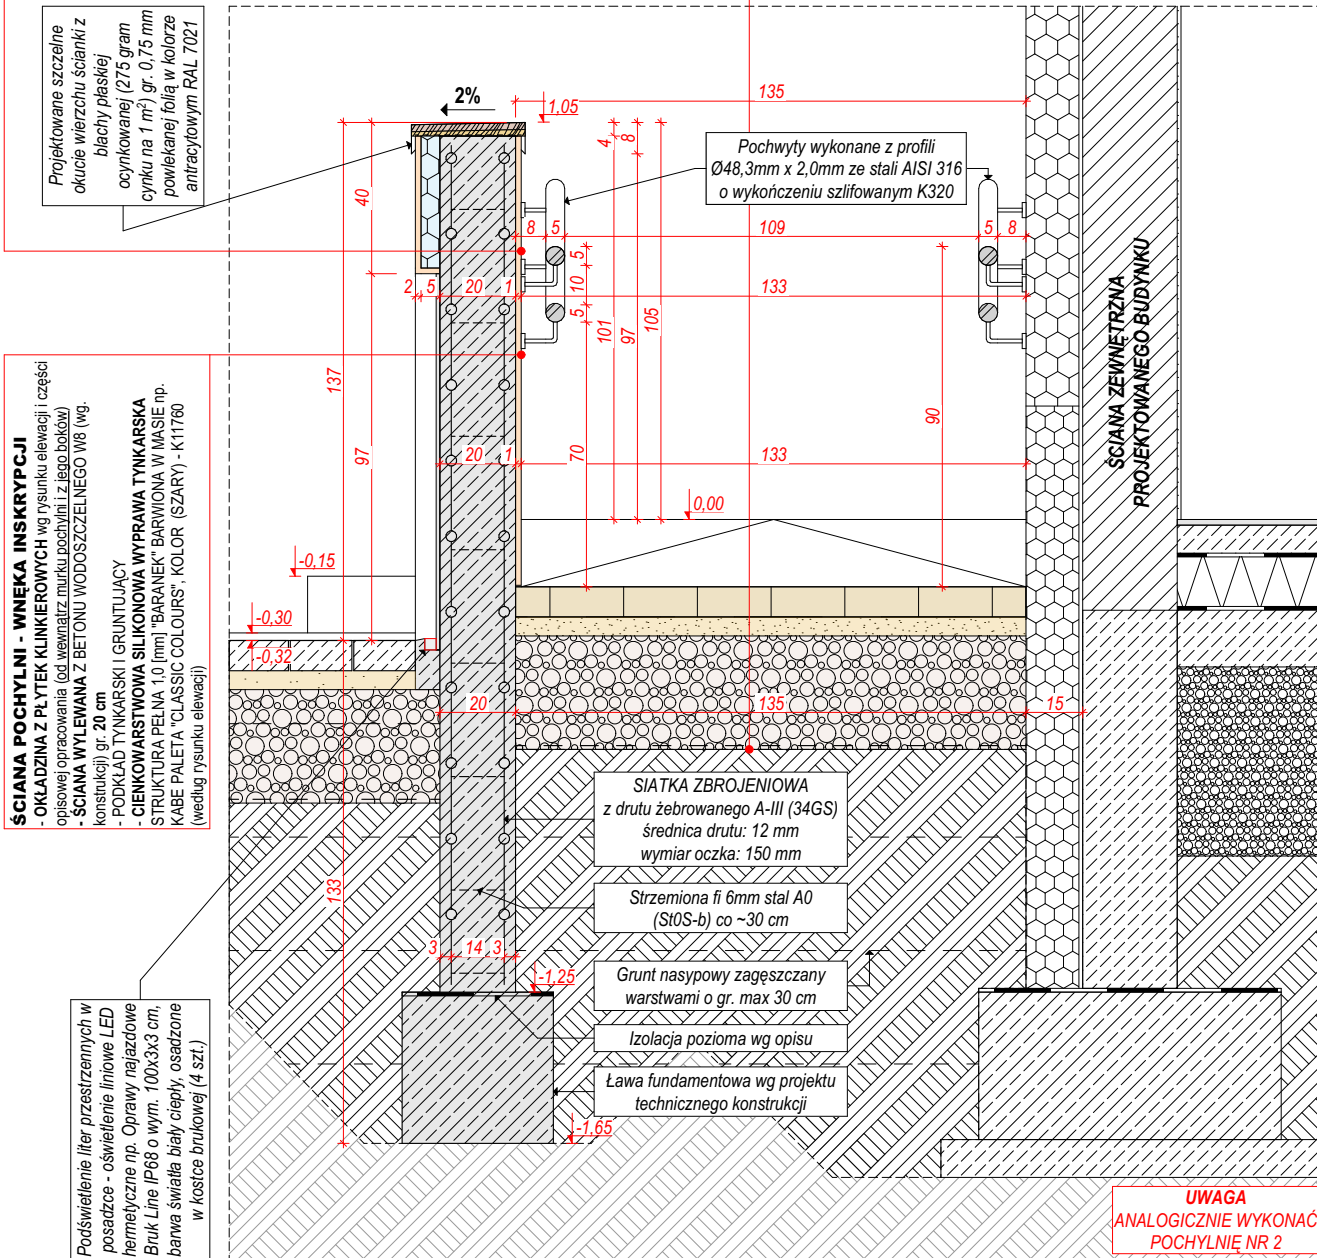 Projektowane szczelne
okucie wierzchu ścianki z
blachy płaskiej
ocynkowanej (275 gram
cynku na 1 m²) gr. 0,75 mm
powlekanej folią w kolorze
antracytowym RAL 7021
2%
1,05
135
4
8
Pochwyty wykonane z profili
Ø48,3mm x 2,0mm ze stali AISI 316
o wykończeniu szlifowanym K320
40
8
5
109
5
8
5
10
5
2
5
20
1
133
101
97
105
137
97
90
70
20
1
133
ŚCIANA ZEWNĘTRZNA
PROJEKTOWANEGO BUDYNKU
0,00
-0,15
-0,30
-0,32
ŚCIANA POCHYLNI - WNĘKA INSKRYPCJI
- OKŁADZINA Z PŁYTEK KLINKIEROWYCH wg rysunku elewacji i części
opisowej opracowania (od wewnątrz murku pochylni i z jego boków)
- ŚCIANA WYLEWANA Z BETONU WODOSZCZELNEGO W8 (wg.
konstrukcji) gr. 20 cm
- PODKŁAD TYNKARSKI I GRUNTUJĄCY
- CIENKOWARSTWOWA SILIKONOWA WYPRAWA TYNKARSKA
STRUKTURA PEŁNA 1,0 [mm] "BARANEK" BARWIONA W MASIE np.
KABE PALETA "CLASSIC COLOURS", KOLOR (SZARY) - K11760
(według rysunku elewacji)
20
135
15
SIATKA ZBROJENIOWA
z drutu żebrowanego A-III (34GS)
średnica drutu: 12 mm
wymiar oczka: 150 mm
133
Strzemiona fi 6mm stal A0
(St0S-b) co ~30 cm
3
14
3
-1,25
Grunt nasypowy zagęszczany
warstwami o gr. max 30 cm
Izolacja pozioma wg opisu
Ława fundamentowa wg projektu
technicznego konstrukcji
-1,65
Podświetlenie liter przestrzennych w
posadzce - oświetlenie liniowe LED
hermetyczne np. Oprawy najazdowe
Bruk Line IP68 o wym. 100x3x3 cm,
barwa światła biały ciepły, osadzone
w kostce brukowej (4 szt.)
UWAGA
ANALOGICZNIE WYKONAĆ
POCHYLNIĘ NR 2